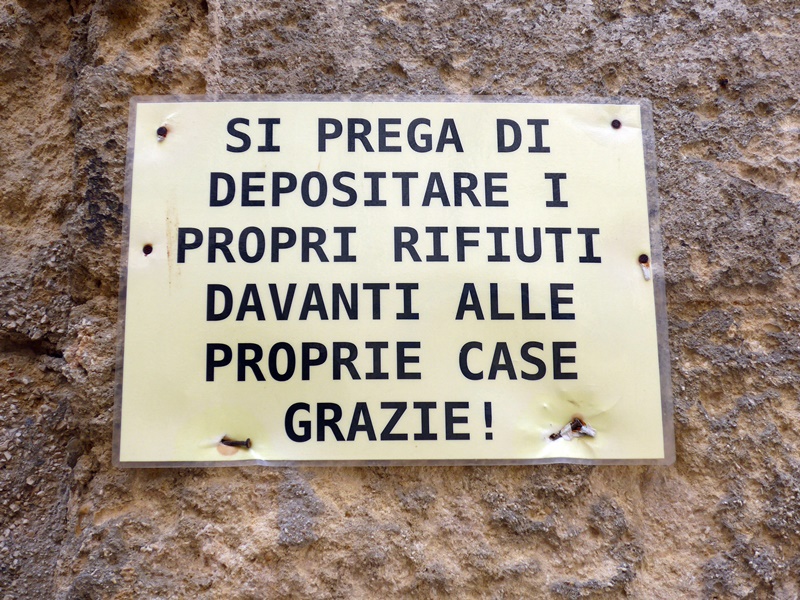 SI PREGA DI
DEPOSITARE I
PROPRI RIFIUTI
DAVANTI ALLE
PROPRIE CASE
GRAZIE!